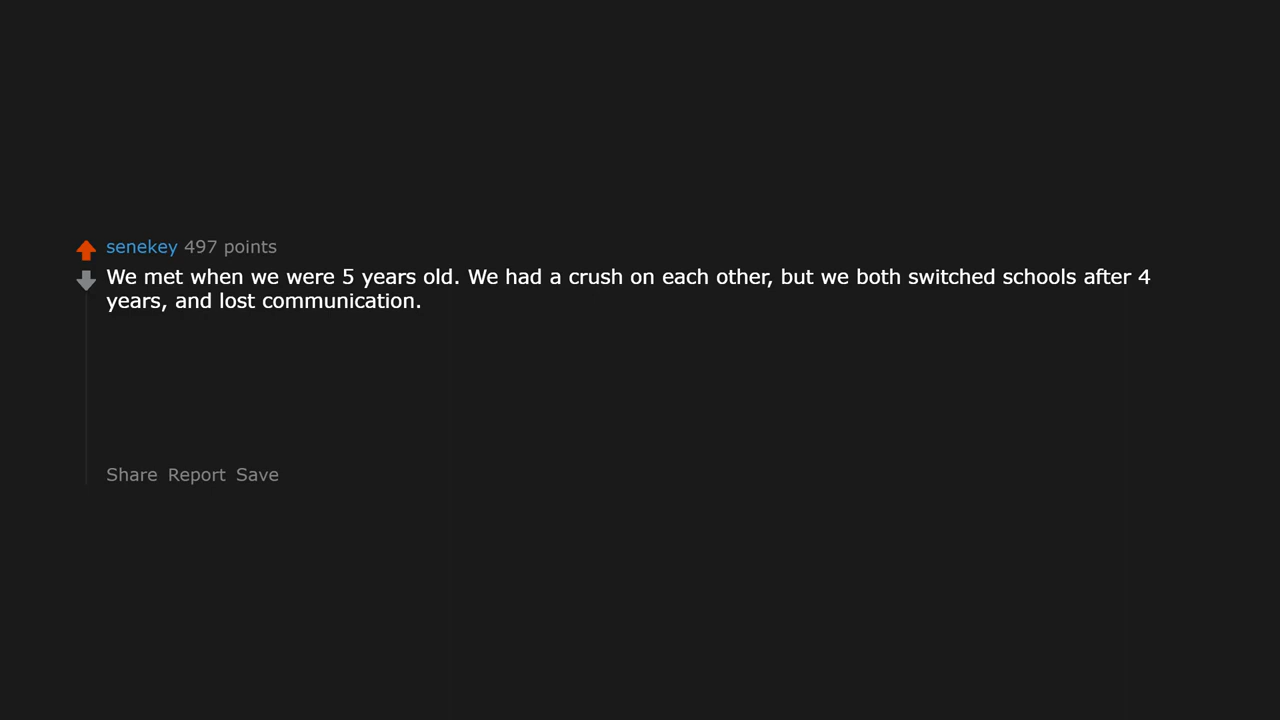 senekey 497 points
We met when we were 5 years old. We had a crush on each other, but we both switched schools after 4
years, and lost communication.
Share Report Save